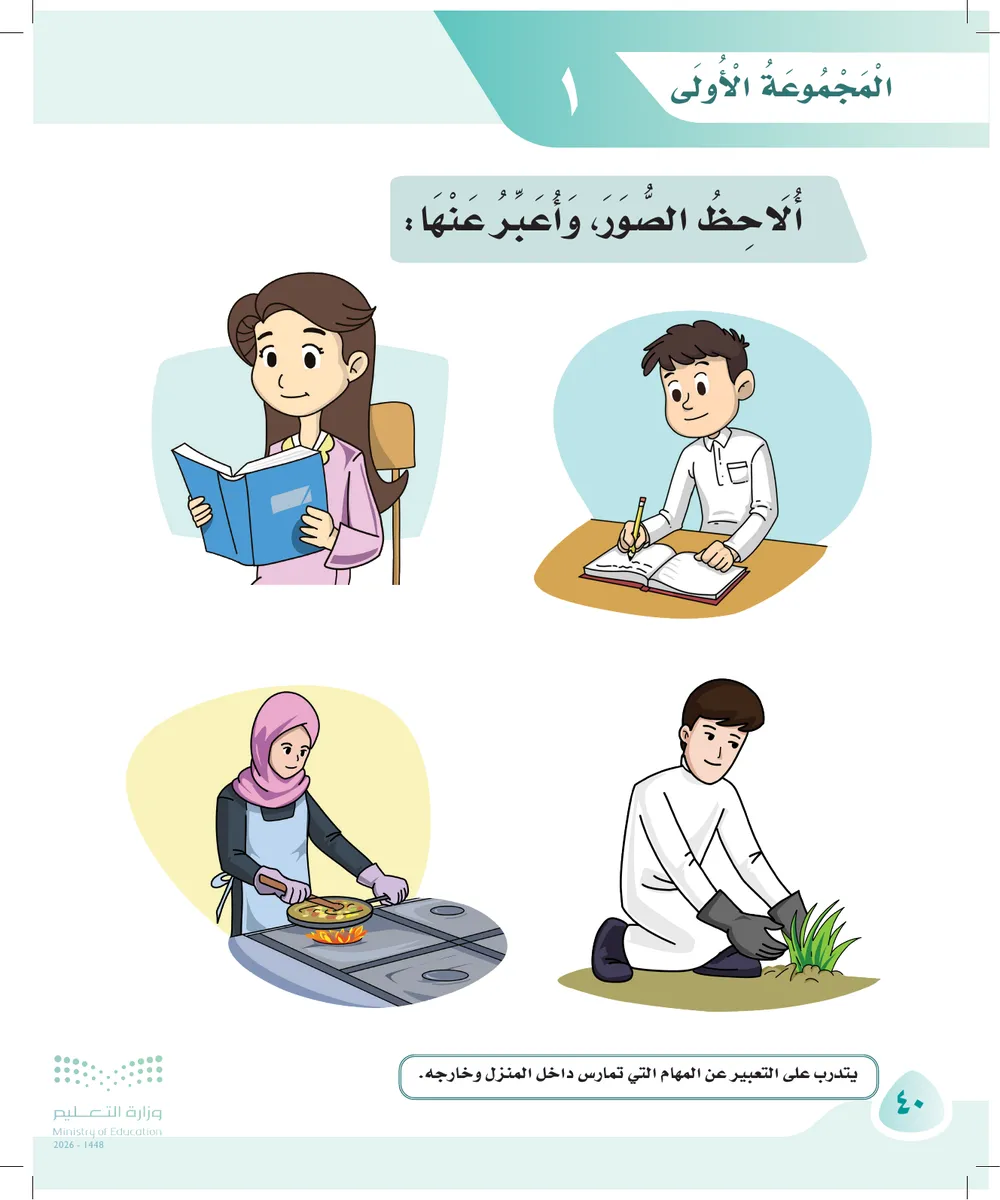 الْمَجْمُوعَةُ الْأُولَى
١
أُلَاحِظُ الصُّوَرَ، وَأُعَبِّرُ عَنْهَا:
يتدرب على التعبير عن المهام التي تمارس داخل المنزل وخارجه.
٤٠
وزارة التعـــليم
Ministry of Education
2026 - 1448